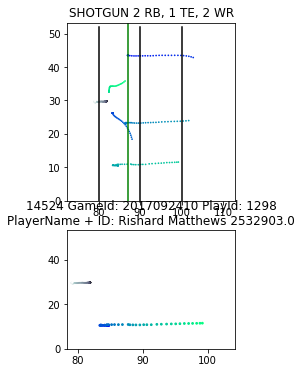 SHOTGUN 2 RB, 1 TE, 2 WR
50
40
30
20
10
0
80 90 100 110
14524 GameId: 2017092410 PlayId: 1298
PlayerName + ID: Rishard Matthews 2532903.0
40
20
0
80 90 100